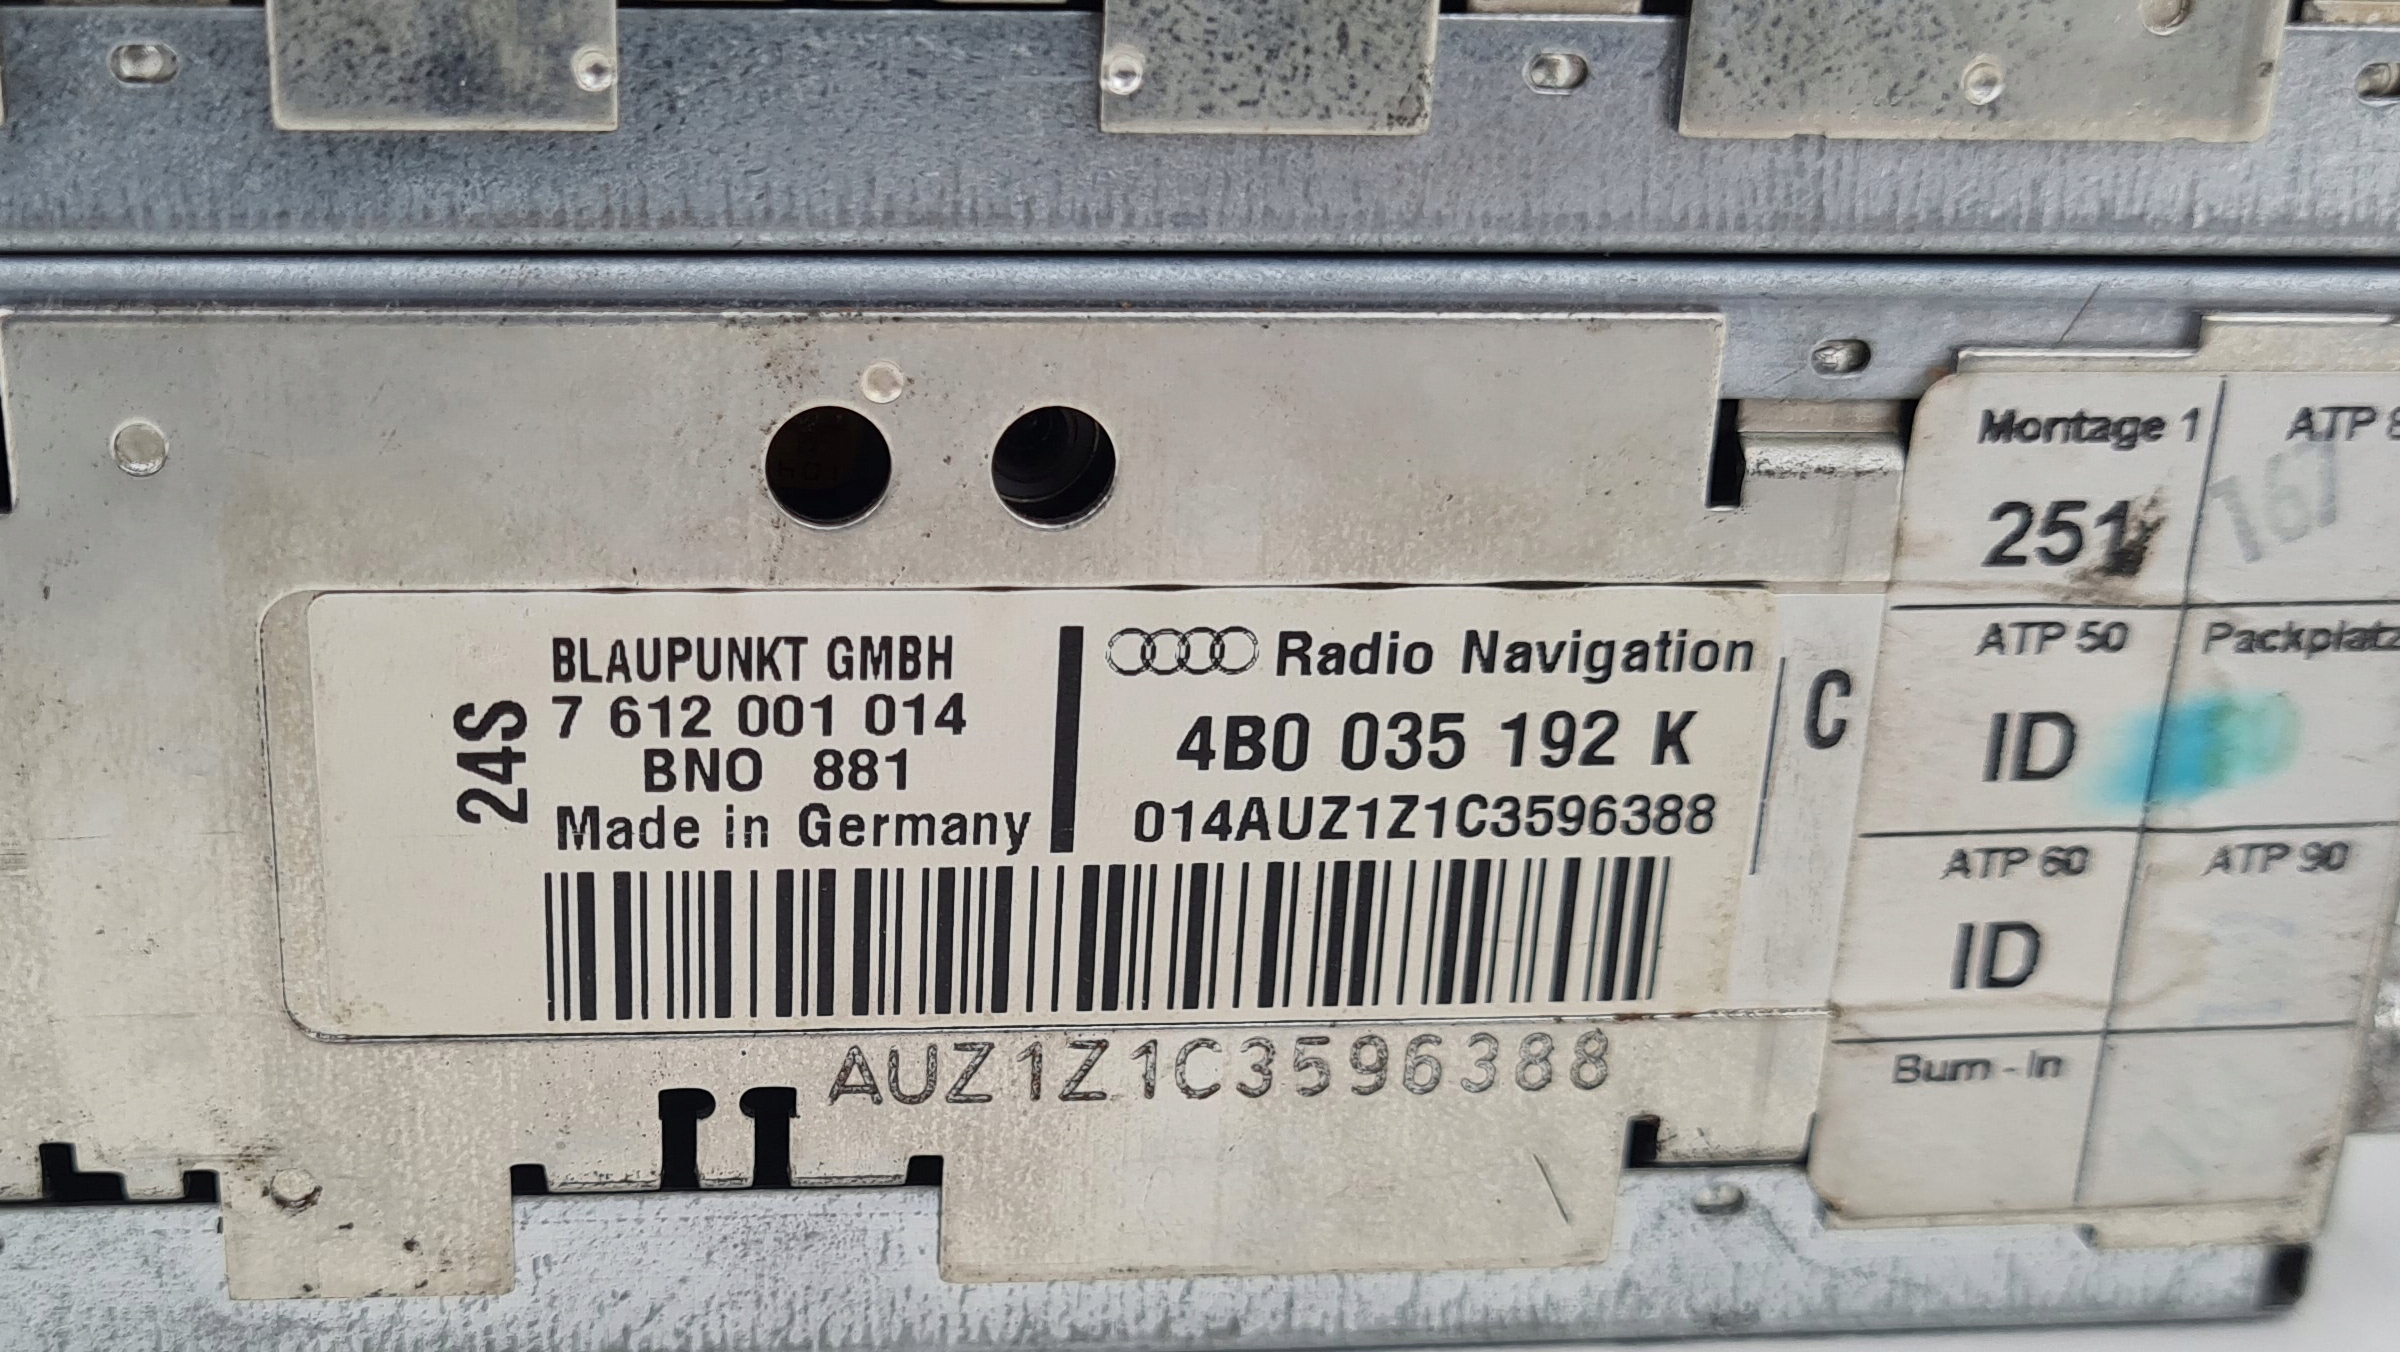 24S
BLAUPUNKT GMBH
7 612 001 014
BNO 881
Made in Germany
Radio Navigation
4B0 035 192 K
014AUZ1Z1C3596388
C
AUZ1Z1C3596388
Montage 1
251
ATP 8
167
ATP 50
ID
Packplatz
ATP 60
ID
ATP 90
Burn - In